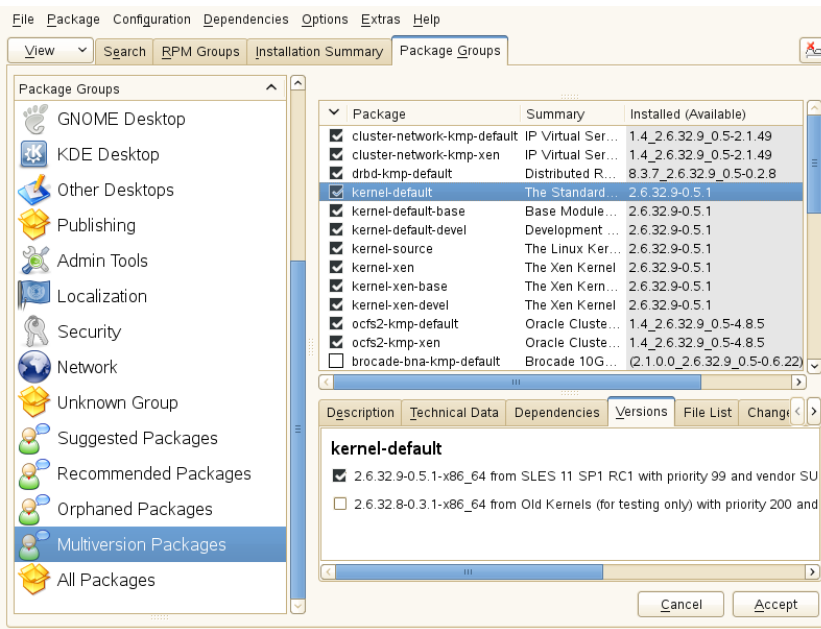 File Package Configuration Dependencies Options Extras Help
View Search RPM Groups Installation Summary Package Groups
Package Groups
GNOME Desktop
KDE Desktop
Other Desktops
Publishing
Admin Tools
Localization
Security
Network
Unknown Group
Suggested Packages
Recommended Packages
Orphaned Packages
Multiversion Packages
All Packages
Package Summary Installed (Available)
cluster-network-kmp-default IP Virtual Ser... 1.4_2.6.32.9_0.5-2.1.49
cluster-network-kmp-xen IP Virtual Ser... 1.4_2.6.32.9_0.5-2.1.49
drbd-kmp-default Distributed R... 8.3.7_2.6.32.9_0.5-0.2.8
kernel-default The Standard... 2.6.32.9-0.5.1
kernel-default-base Base Module... 2.6.32.9-0.5.1
kernel-default-devel Development ... 2.6.32.9-0.5.1
kernel-source The Linux Ker... 2.6.32.9-0.5.1
kernel-xen The Xen Kernel 2.6.32.9-0.5.1
kernel-xen-base The Xen Kern... 2.6.32.9-0.5.1
kernel-xen-devel The Xen Kernel 2.6.32.9-0.5.1
ocfs2-kmp-default Oracle Cluste... 1.4_2.6.32.9_0.5-4.8.5
ocfs2-kmp-xen Oracle Cluste... 1.4_2.6.32.9_0.5-4.8.5
brocade-bna-kmp-default Brocade 10G... (2.1.0.0_2.6.32.9_0.5-0.6.22)
Description Technical Data Dependencies Versions File List Change
kernel-default
2.6.32.9-0.5.1-x86_64 from SLES 11 SP1 RC1 with priority 99 and vendor SU
2.6.32.8-0.3.1-x86_64 from Old Kernels (for testing only) with priority 200 and
Cancel Accept